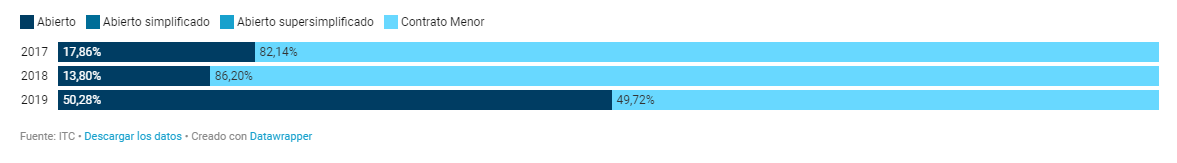 Abierto Abierto simplificado Abierto supersimplificado Contrato Menor
2017 17,86% 82,14%
2018 13,80% 86,20%
2019 50,28% 49,72%
Fuente: ITC • Descargar los datos • Creado con Datawrapper